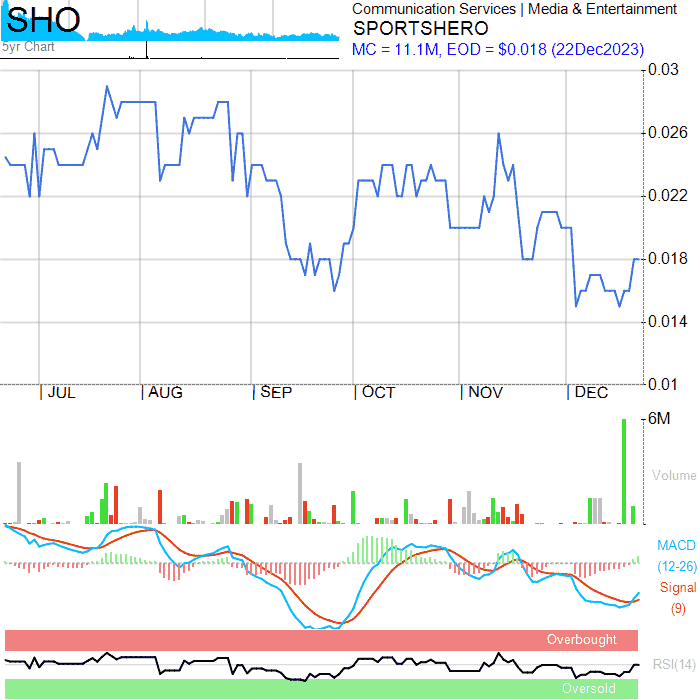 SHO
5yr Chart
Communication Services | Media & Entertainment
SPORTSHERO
MC = 11.1M, EOD = $0.018 (22Dec2023)
0.03
0.026
0.022
0.018
0.014
0.01
| JUL | AUG | SEP | OCT | NOV | DEC
6M
Volume
MACD
(12-26)
Signal
(9)
Overbought
RSI(14)
Oversold